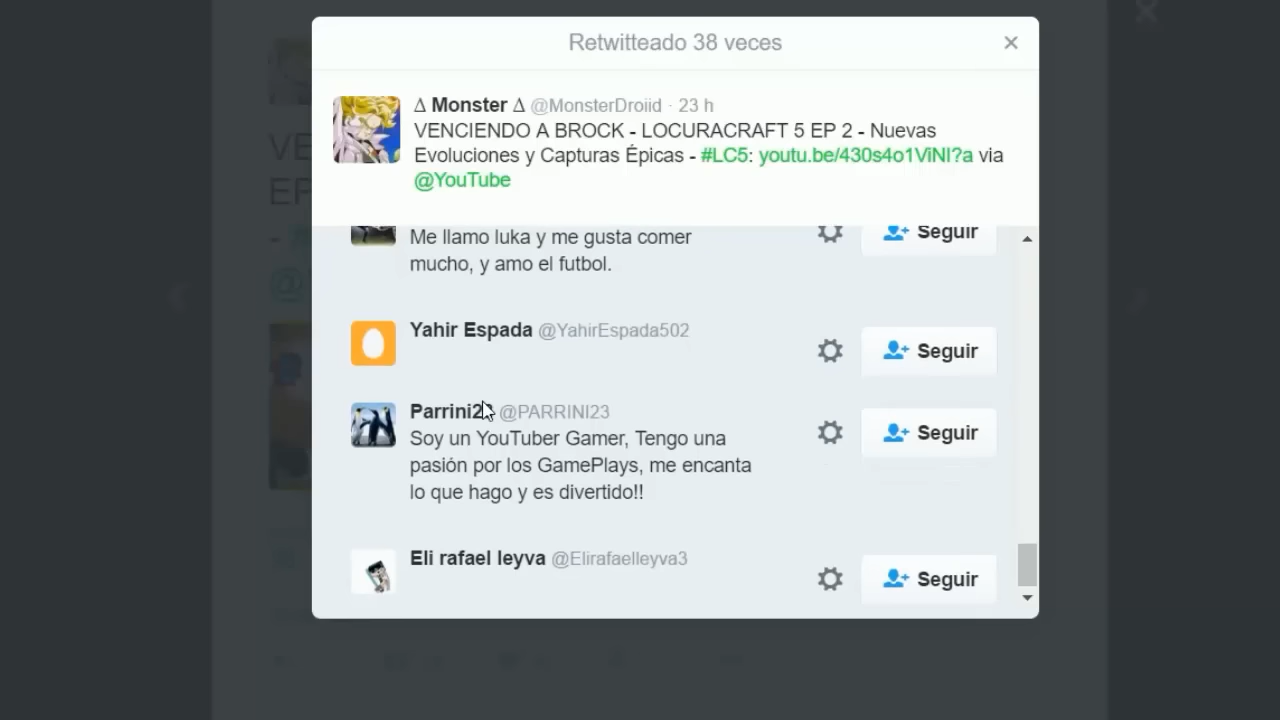 Retwitteado 38 veces
Δ Monster Δ @MonsterDroiid · 23 h
VENCIENDO A BROCK - LOCURACRAFT 5 EP 2 - Nuevas
Evoluciones y Capturas Épicas - #LC5: youtu.be/430s4o1ViNI?a via
@YouTube
Me llamo luka y me gusta comer
mucho, y amo el futbol.
Seguir
Yahir Espada @YahirEspada502
Seguir
Parrini23 @PARRINI23
Soy un YouTuber Gamer, Tengo una
pasión por los GamePlays, me encanta
lo que hago y es divertido!!
Seguir
Eli rafael leyva @Elirafaelleyva3
Seguir